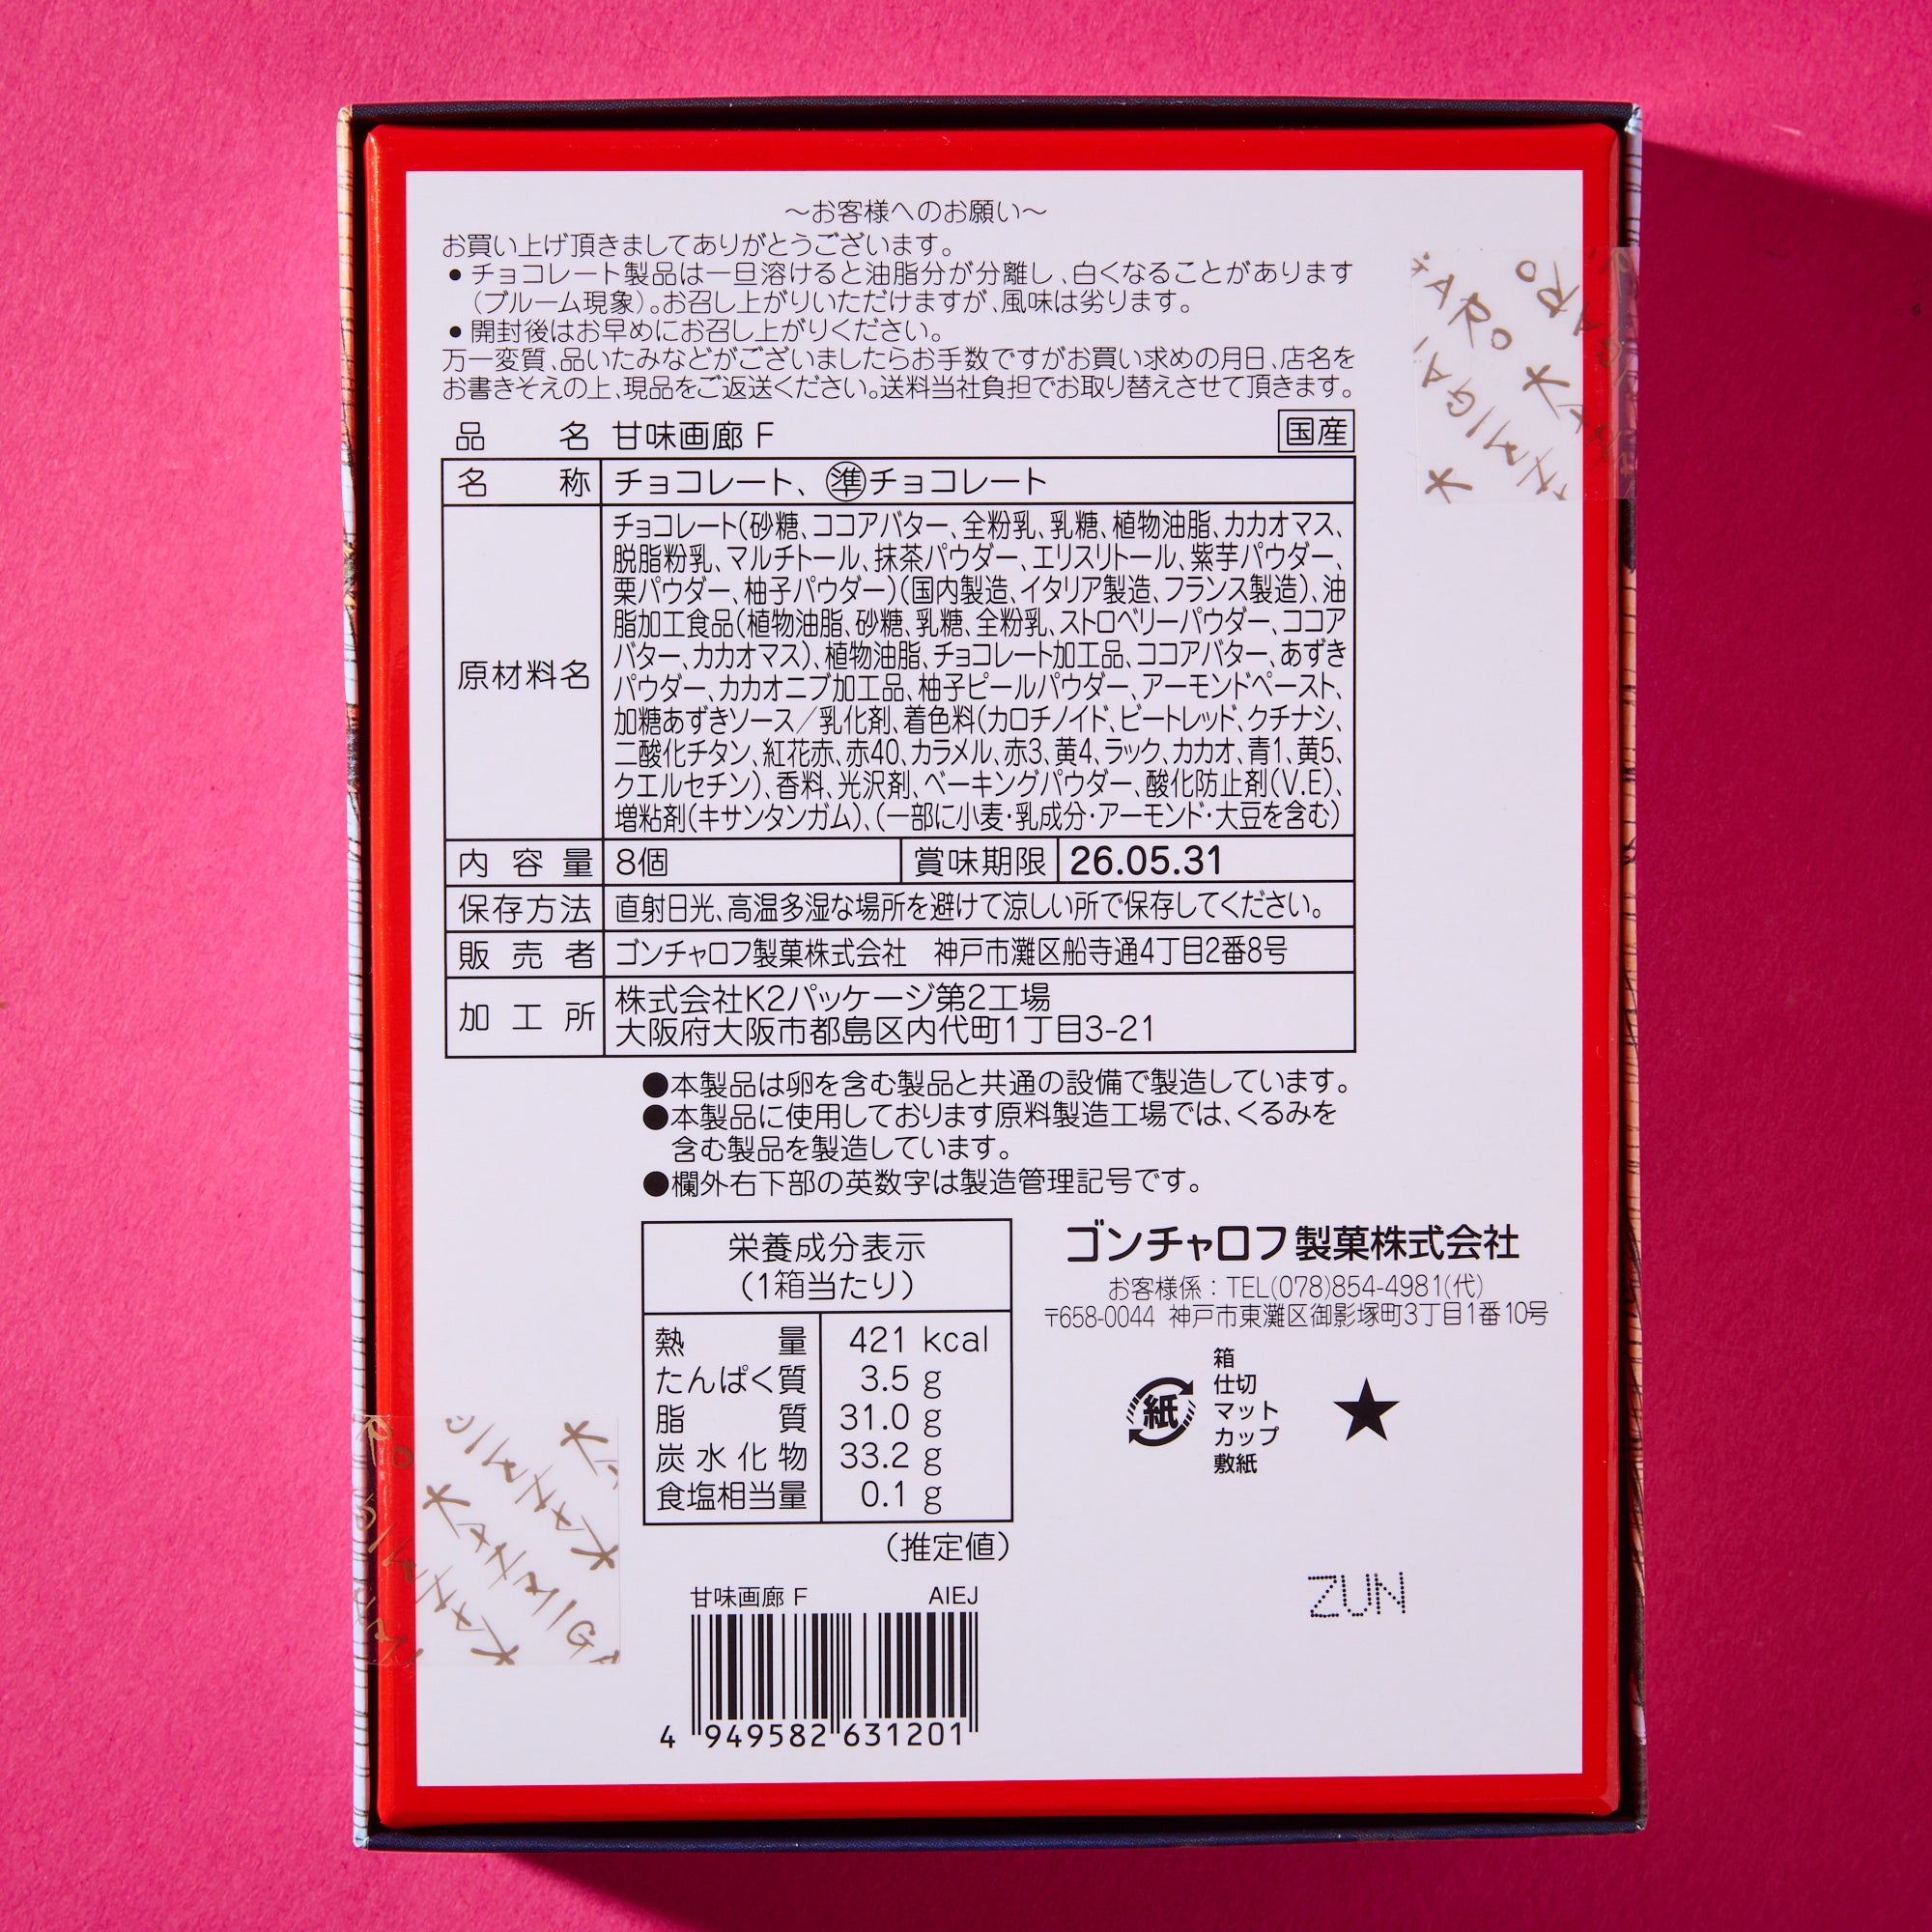 ～お客様へのお願い～
お買い上げ頂きましてありがとうございます。
●チョコレート製品は一旦溶けると油脂分が分離し、白くなることがあります
（ブルーム現象）。お召し上がりいただけますが、風味は劣ります。
●開封後はお早めにお召し上がりください。
万一変質、品いたみなどがございましたらお手数ですがお買い求めの月日、店名を
お書きそえの上、現品をご返送ください。送料当社負担でお取り替えさせて頂きます。
品名 甘味画廊 F 国産
名称 チョコレート、㊜チョコレート
原材料名
チョコレート（砂糖、ココアバター、全粉乳、乳糖、植物油脂、カカオマス、
脱脂粉乳、マルチトール、抹茶パウダー、エリスリトール、紫芋パウダー、
栗パウダー、柚子パウダー）（国内製造、イタリア製造、フランス製造）、油
脂加工食品（植物油脂、砂糖、乳糖、全粉乳、ストロベリーパウダー、ココア
バター、カカオマス）、植物油脂、チョコレート加工品、ココアバター、あずき
パウダー、カカオニブ加工品、柚子ピールパウダー、アーモンドペースト、
加糖あずきソース／乳化剤、着色料（カロチノイド、ビートレッド、クチナシ、
二酸化チタン、紅花赤、赤40、カラメル、赤3、黄4、ラック、カカオ、青1、黄5、
クエルセチン）、香料、光沢剤、ベーキングパウダー、酸化防止剤（V.E）、
増粘剤（キサンタンガム）、（一部に小麦・乳成分・アーモンド・大豆を含む）
内容量 8個 賞味期限 26.05.31
保存方法 直射日光、高温多湿な場所を避けて涼しい所で保存してください。
販売者 ゴンチャロフ製菓株式会社 神戸市灘区船寺通4丁目2番8号
加工所 株式会社K2パッケージ第2工場
大阪府大阪市都島区内代町1丁目3-21
●本製品は卵を含む製品と共通の設備で製造しています。
●本製品に使用しております原料製造工場では、くるみを
含む製品を製造しています。
●欄外右下部の英数字は製造管理記号です。
栄養成分表示
（1箱当たり）
熱量 421 kcal
たんぱく質 3.5 g
脂質 31.0 g
炭水化物 33.2 g
食塩相当量 0.1 g
（推定値）
ゴンチャロフ製菓株式会社
お客様係：TEL(078)854-4981(代)
〒658-0044 神戸市東灘区御影塚町3丁目1番10号
紙
箱
仕切
マット
カップ
敷紙
★
ZUN
甘味画廊 F AIEJ
4 949582 631201